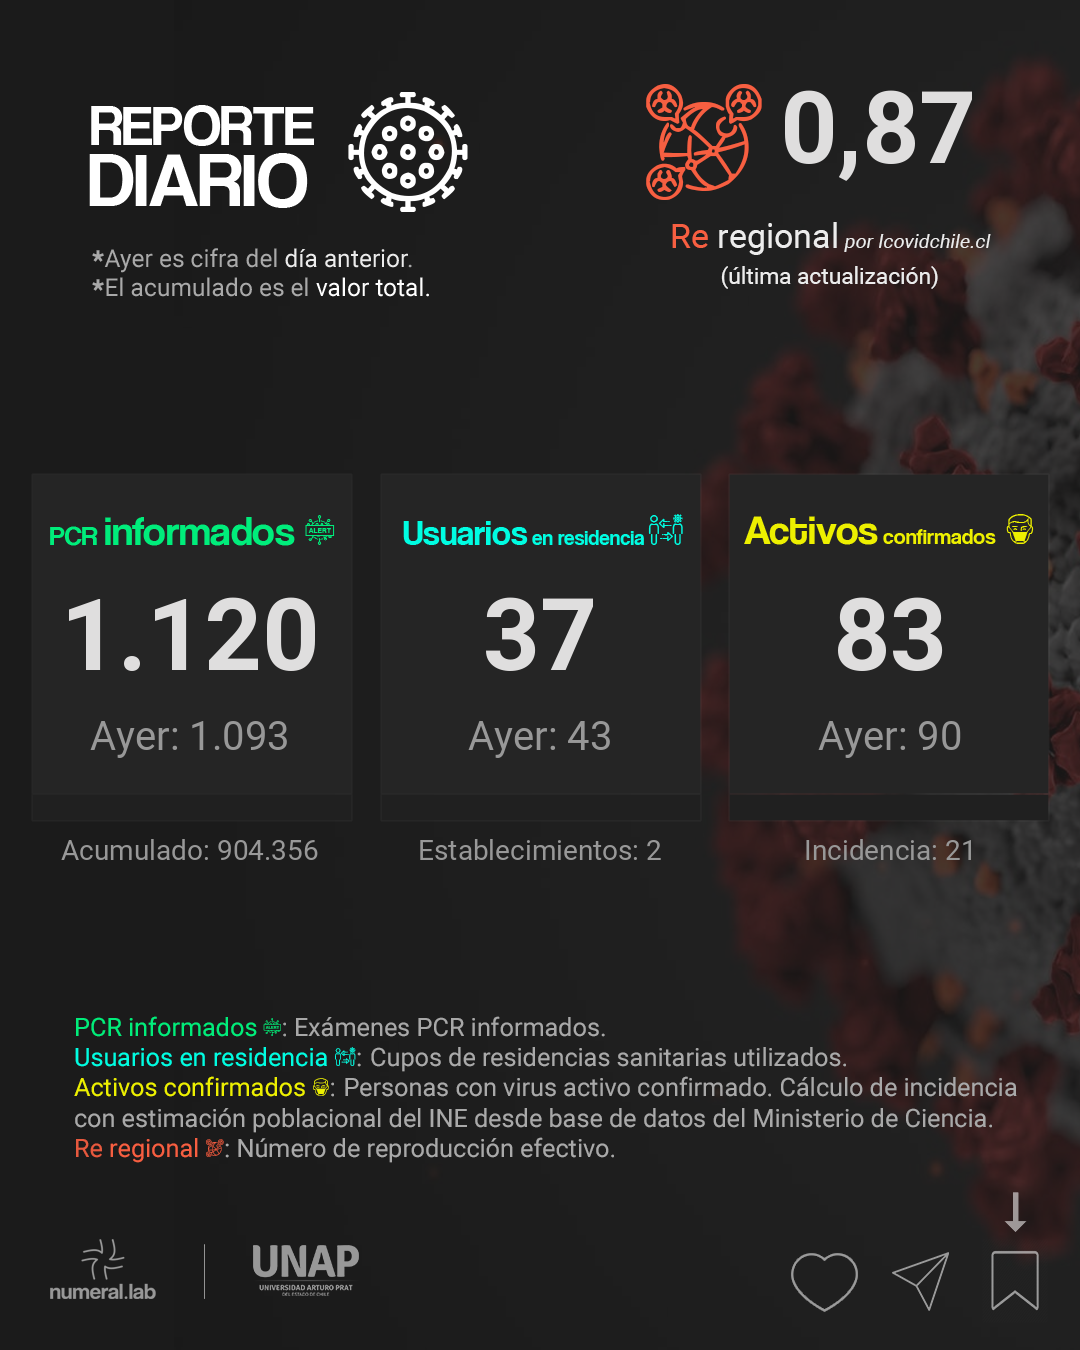 REPORTE
DIARIO
*Ayer es cifra del día anterior.
*El acumulado es el valor total.
0,87
Re regional por Icovidchile.cl
(última actualización)
PCR informados
ALERT
1.120
Ayer: 1.093
Acumulado: 904.356
Usuarios en residencia
37
Ayer: 43
Establecimientos: 2
Activos confirmados
83
Ayer: 90
Incidencia: 21
PCR informados : Exámenes PCR informados.
Usuarios en residencia : Cupos de residencias sanitarias utilizados.
Activos confirmados : Personas con virus activo confirmado. Cálculo de incidencia
con estimación poblacional del INE desde base de datos del Ministerio de Ciencia.
Re regional : Número de reproducción efectivo.
numeral.lab
UNAP
UNIVERSIDAD ARTURO PRAT
DEL ESTADO DE CHILE